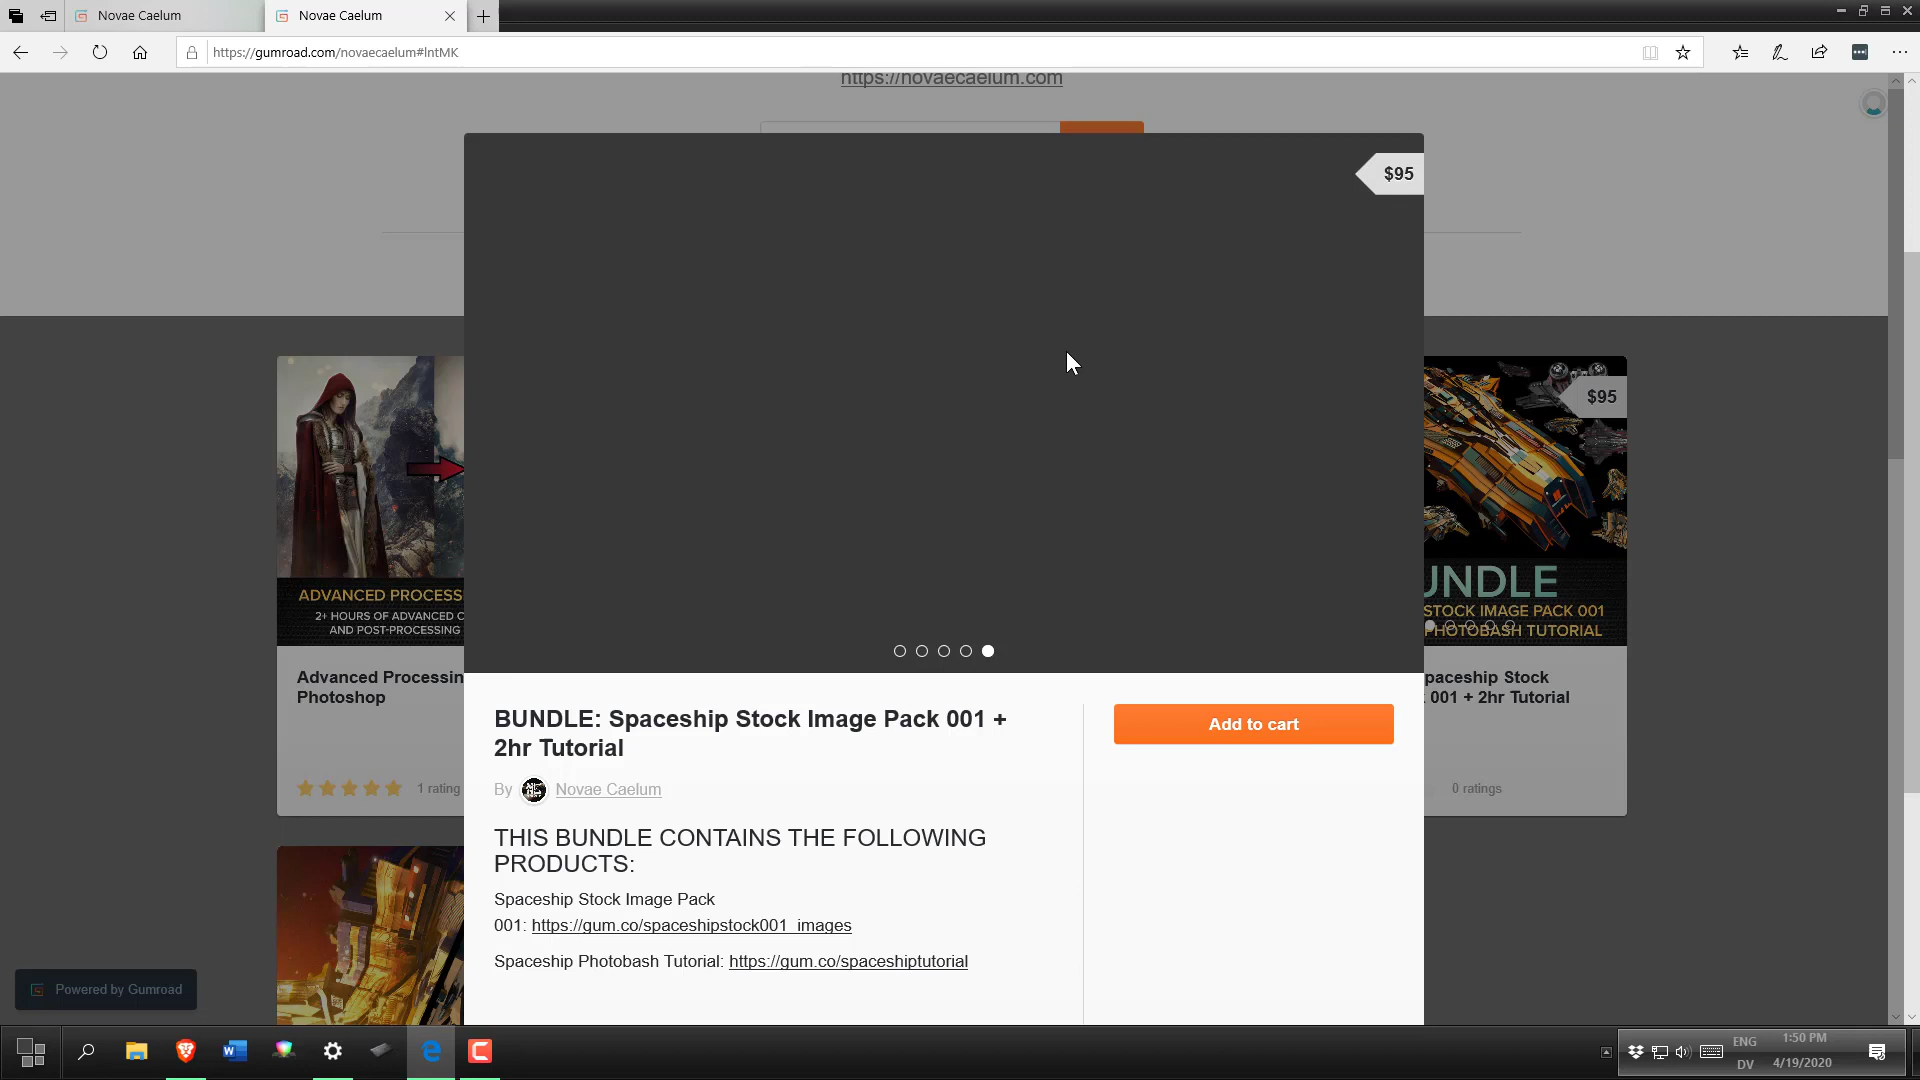 Novae Caelum
Novae Caelum
https://gumroad.com/novaecaelum#lntMK
https://novaecaelum.com
$95
$95
ADVANCED PROCESS
2+ HOURS OF ADVANCED C
AND POST-PROCESSING
UNDLE
STOCK IMAGE PACK 001
PHOTOBASH TUTORIAL
Advanced Processin
Photoshop
1 rating
paceship Stock
001 + 2hr Tutorial
0 ratings
BUNDLE: Spaceship Stock Image Pack 001 +
2hr Tutorial
Add to cart
By Novae Caelum
THIS BUNDLE CONTAINS THE FOLLOWING
PRODUCTS:
Spaceship Stock Image Pack
001: https://gum.co/spaceshipstock001_images
Spaceship Photobash Tutorial: https://gum.co/spaceshiptutorial
Powered by Gumroad
ENG
DV
1:50 PM
4/19/2020